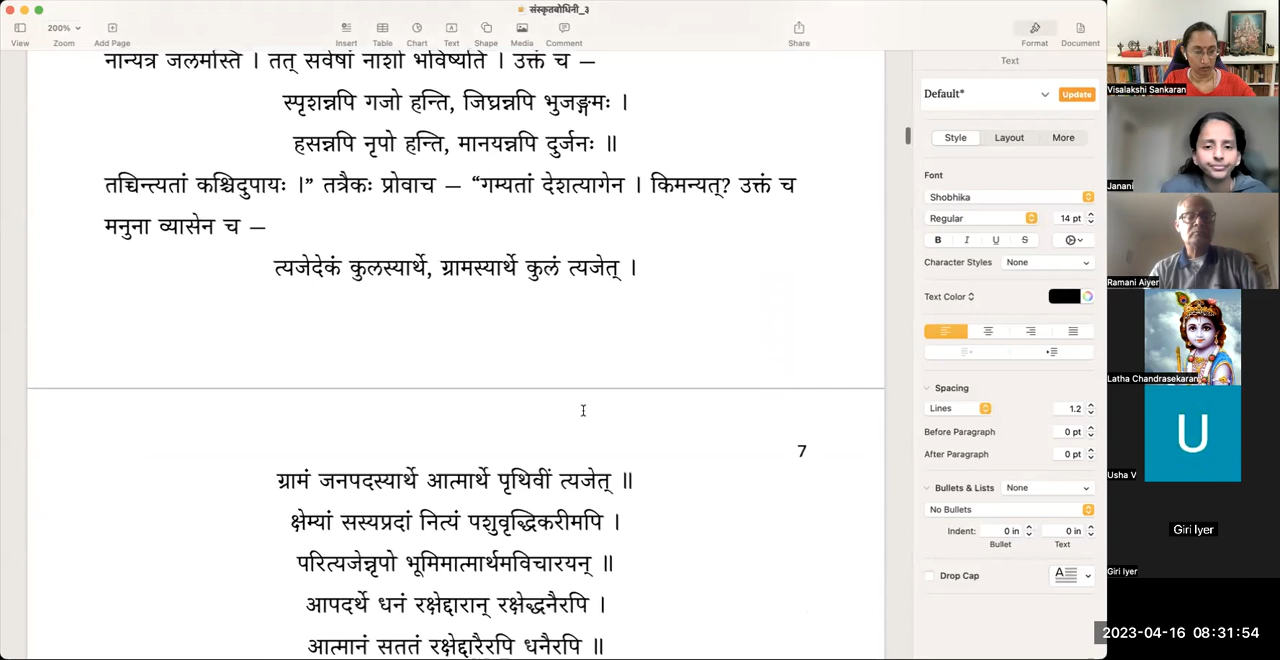 संस्कृतबोधिनी_३
200%
View
Zoom
Add Page
Insert
Table
Chart
Text
Shape
Media
Comment
Share
Format
Document
नान्यत्र जलमस्ति । तत् सर्वेषां नाशो भविष्यति । उक्तं च —
स्पृशन्नपि गजो हन्ति, जिघ्रन्नपि भुजङ्गमः ।
हसन्नपि नृपो हन्ति, मानयन्नपि दुर्जनः ॥
तच्चिन्त्यतां कश्चिदुपायः ।” तत्रैकः प्रोवाच — “गम्यतां देशत्यागेन । किमन्यत्? उक्तं च
मनुना व्यासेन च —
त्यजेदेकं कुलस्यार्थे, ग्रामस्यार्थे कुलं त्यजेत् ।
7
ग्रामं जनपदस्यार्थे आत्मार्थे पृथिवीं त्यजेत् ॥
क्षेम्यां सस्यप्रदां नित्यं पशुवृद्धिकरीमपि ।
परित्यजेन्नृपो भूमिमात्मार्थमविचारयन् ॥
आपदर्थे धनं रक्षेद्दारान् रक्षेद्धनैरपि ।
आत्मानं सततं रक्षेद्दारैरपि धनैरपि ॥
Text
Default*
Update
Style
Layout
More
Font
Shobhika
Regular
14 pt
B
I
U
S
Character Styles
None
Text Color
Spacing
Lines
1.2
Before Paragraph
0 pt
After Paragraph
0 pt
Bullets & Lists
None
No Bullets
Indent:
0 in
0 in
Bullet
Text
Drop Cap
A
Visalakshi Sankaran
Janani
Ramani Aiyer
Latha Chandrasekaran
U
Usha V
Giri Iyer
Giri Iyer
2023-04-16 08:31:54